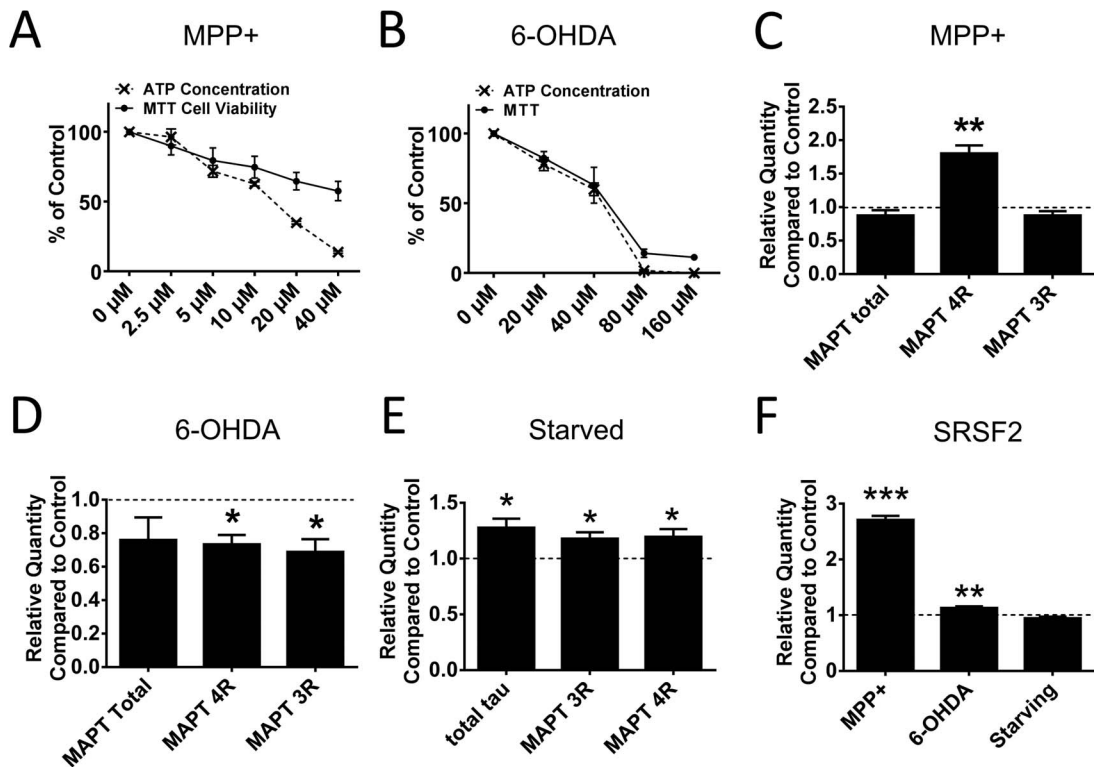 A
MPP+
ATP Concentration
MTT Cell Viability
% of Control
100
50
0
0 µM
2.5 µM
5 µM
10 µM
20 µM
40 µM
B
6-OHDA
ATP Concentration
MTT
% of Control
100
50
0
0 µM
20 µM
40 µM
80 µM
160 µM
C
MPP+
Relative Quantity
Compared to Control
2.5
2.0
1.5
1.0
0.5
0.0
**
MAPT total
MAPT 4R
MAPT 3R
D
6-OHDA
Relative Quantity
Compared to Control
1.0
0.8
0.6
0.4
0.2
0.0
*
*
MAPT Total
MAPT 4R
MAPT 3R
E
Starved
Relative Quantity
Compared to Control
1.5
1.0
0.5
0.0
*
*
*
total tau
MAPT 3R
MAPT 4R
F
SRSF2
Relative Quantity
Compared to Control
3
2
1
0
***
**
MPP+
6-OHDA
Starving